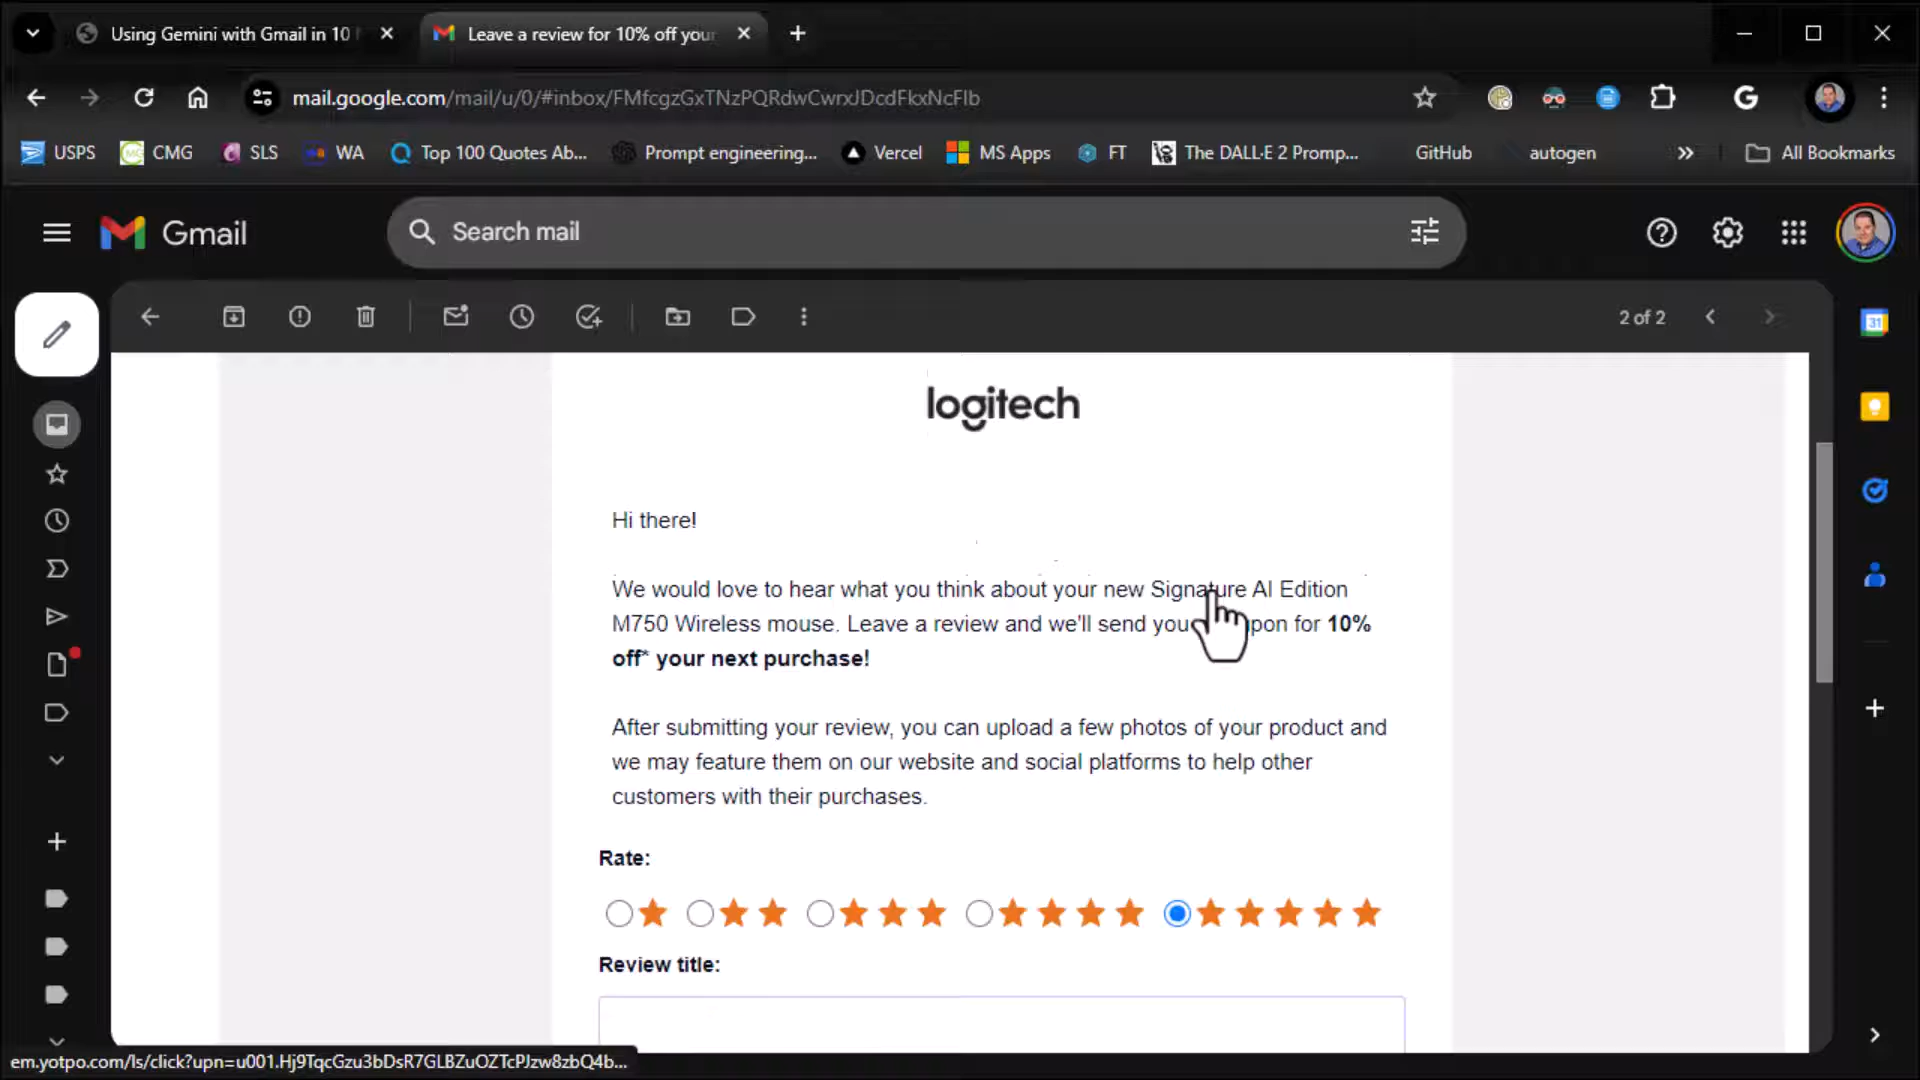 Using Gemini with Gmail in 10
Leave a review for 10% off your
mail.google.com/mail/u/0/#inbox/FMfcgzGxTNzPQRdwCwrxJDcdFkxNcFlb
USPS
CMG
SLS
WA
Top 100 Quotes Ab...
Prompt engineering...
Vercel
MS Apps
FT
The DALL·E 2 Promp...
GitHub
autogen
All Bookmarks
Gmail
Search mail
2 of 2
31
logitech
Hi there!
We would love to hear what you think about your new Signature AI Edition
M750 Wireless mouse. Leave a review and we'll send you pon for 10%
off* your next purchase!
After submitting your review, you can upload a few photos of your product and
we may feature them on our website and social platforms to help other
customers with their purchases.
Rate:
Review title:
em.yotpo.com/ls/click?upn=u001.Hj9TqcGzu3bDsR7GLBZuOZTcPJzw8zbQ4b...